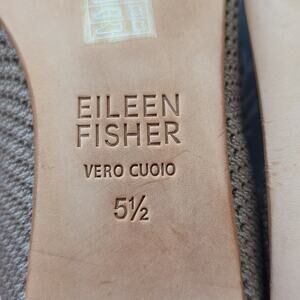 EILEEN
FISHER
VERO CUOIO
5½